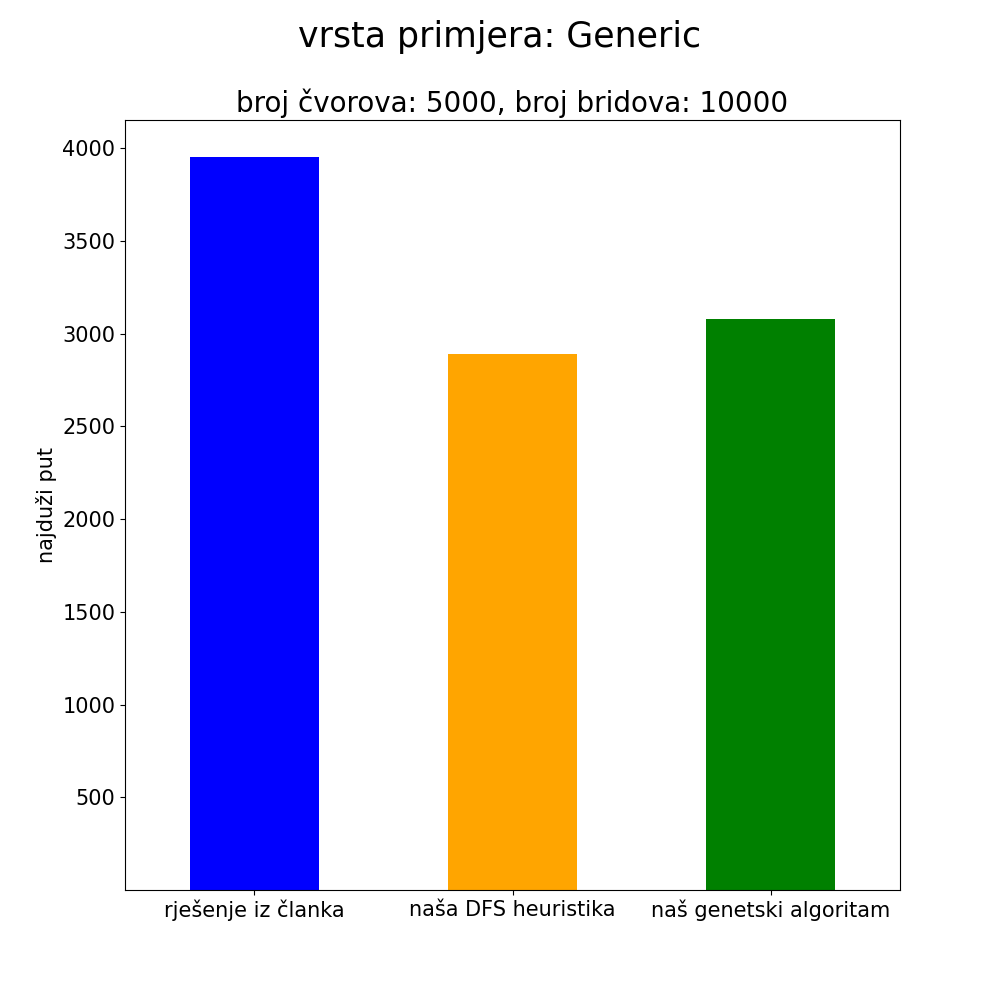 vrsta primjera: Generic
broj čvorova: 5000, broj bridova: 10000
najduži put
4000
3500
3000
2500
2000
1500
1000
500
rješenje iz članka
naša DFS heuristika
naš genetski algoritam